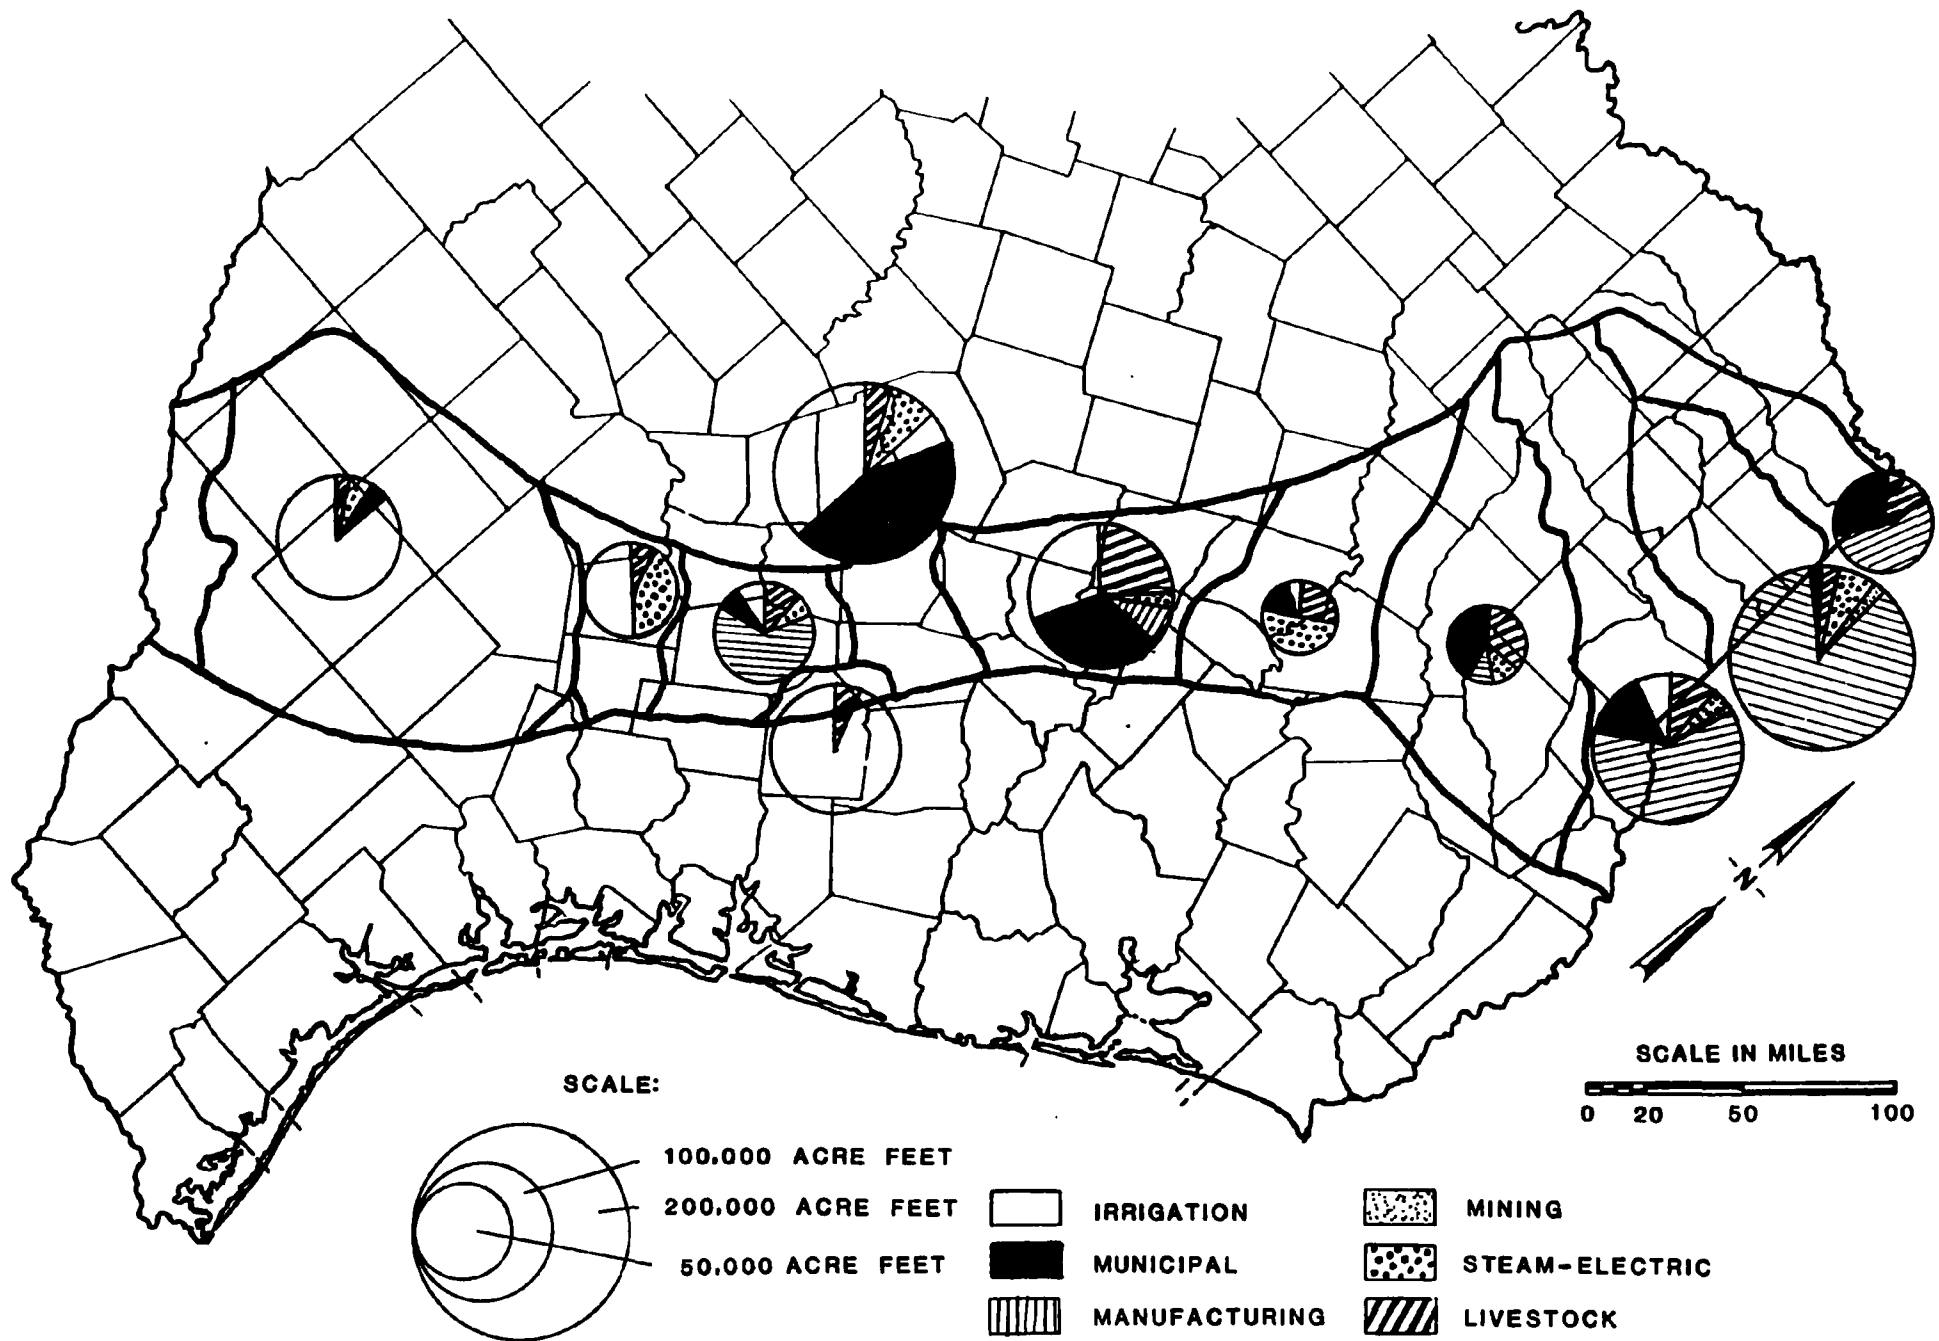 N
SCALE IN MILES
0 20 50 100
SCALE:
100,000 ACRE FEET
200,000 ACRE FEET
50,000 ACRE FEET
IRRIGATION
MUNICIPAL
MANUFACTURING
MINING
STEAM-ELECTRIC
LIVESTOCK